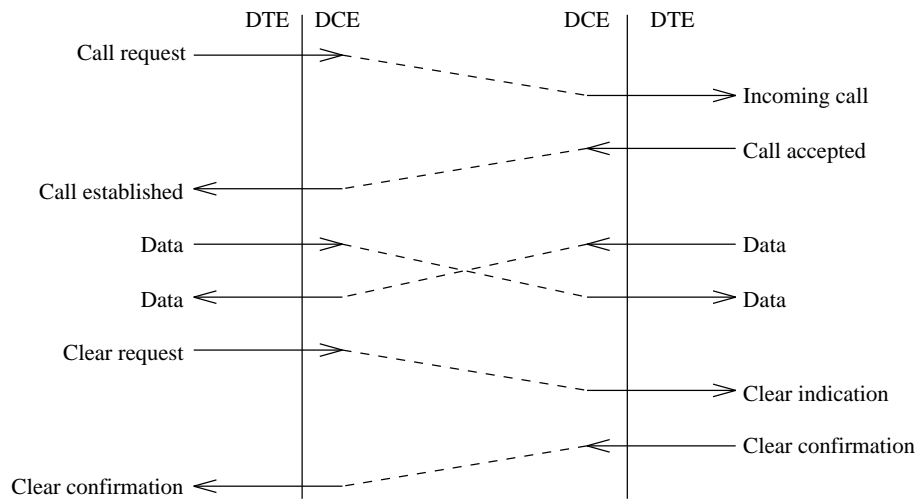 DTE DCE DCE DTE
Call request
Incoming call
Call accepted
Call established
Data Data
Data Data
Clear request
Clear indication
Clear confirmation
Clear confirmation